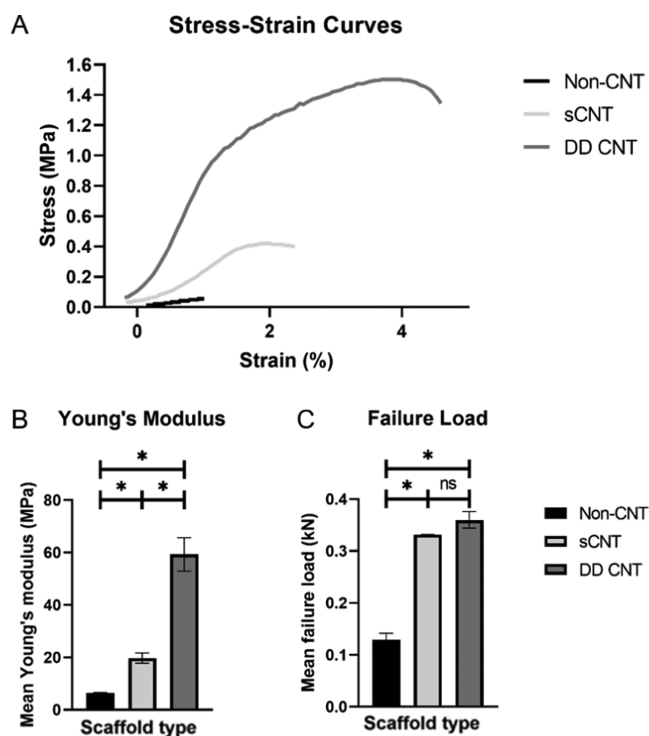 A
Stress-Strain Curves
1.6
1.4
1.2
1.0
0.8
0.6
0.4
0.2
0.0
Stress (MPa)
0 2 4
Strain (%)
Non-CNT
sCNT
DD CNT
B Young's Modulus
*
* *
80
60
40
20
0
Mean Young's modulus (MPa)
Scaffold type
C Failure Load
*
* ns
0.4
0.3
0.2
0.1
0.0
Mean failure load (kN)
Scaffold type
Non-CNT
sCNT
DD CNT